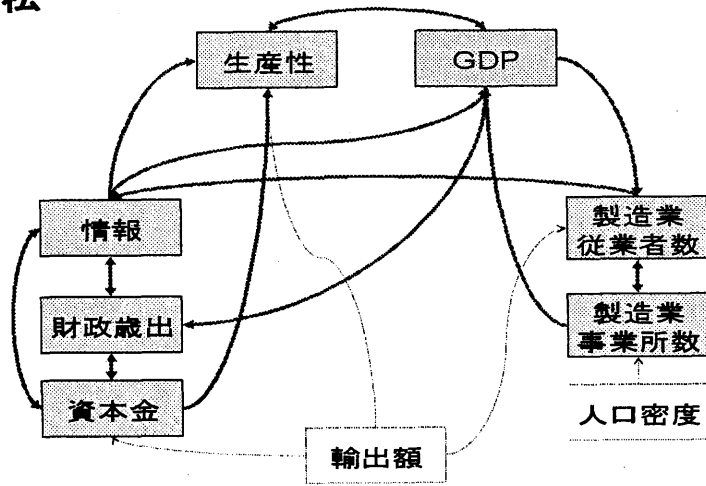 生産性
GDP
情報
製造業
従業者数
財政歳出
製造業
事業所数
資本金
人口密度
輸出額